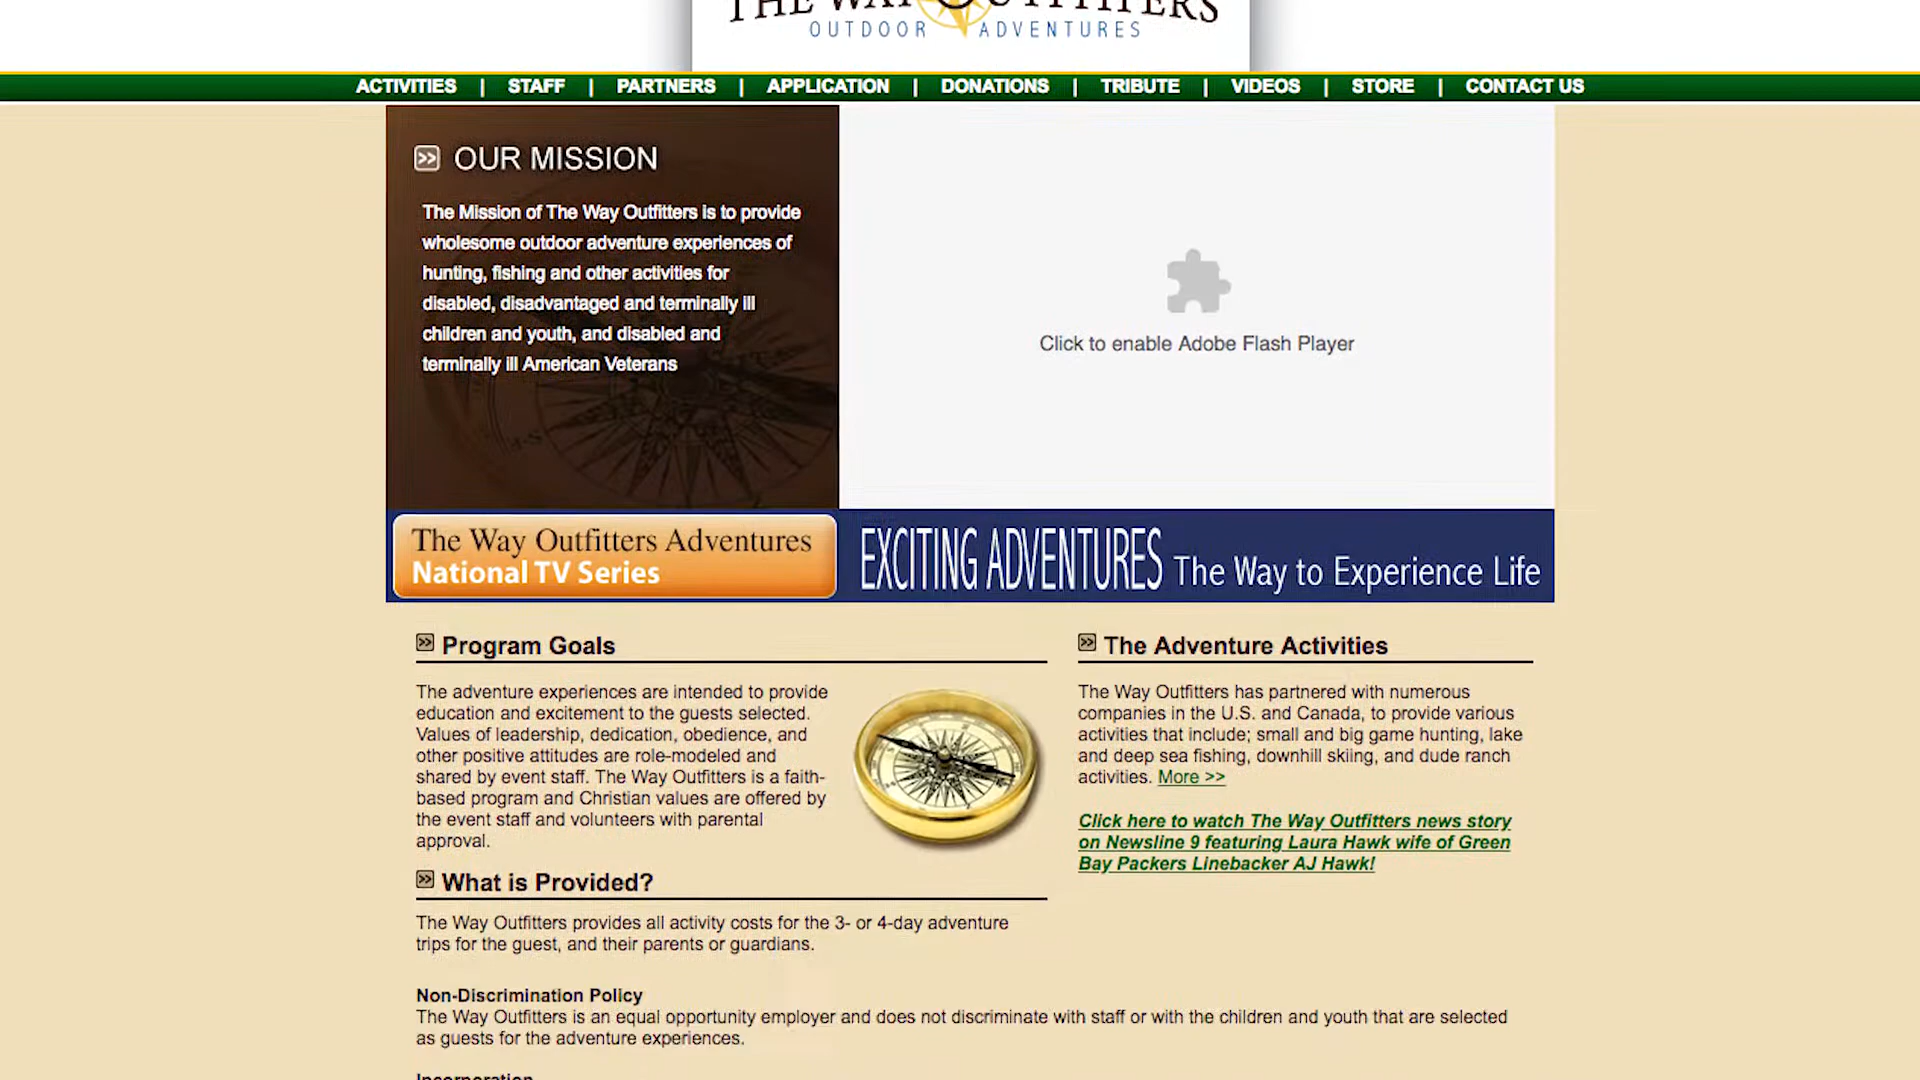 THE WAY OUTFITTERS
OUTDOOR ADVENTURES
ACTIVITIES | STAFF | PARTNERS | APPLICATION | DONATIONS | TRIBUTE | VIDEOS | STORE | CONTACT US
OUR MISSION
The Mission of The Way Outfitters is to provide
wholesome outdoor adventure experiences of
hunting, fishing and other activities for
disabled, disadvantaged and terminally ill
children and youth, and disabled and
terminally ill American Veterans
Click to enable Adobe Flash Player
The Way Outfitters Adventures
National TV Series
EXCITING ADVENTURES The Way to Experience Life
Program Goals
The adventure experiences are intended to provide
education and excitement to the guests selected.
Values of leadership, dedication, obedience, and
other positive attitudes are role-modeled and
shared by event staff. The Way Outfitters is a faith-
based program and Christian values are offered by
the event staff and volunteers with parental
approval.
What is Provided?
The Way Outfitters provides all activity costs for the 3- or 4-day adventure
trips for the guest, and their parents or guardians.
The Adventure Activities
The Way Outfitters has partnered with numerous
companies in the U.S. and Canada, to provide various
activities that include; small and big game hunting, lake
and deep sea fishing, downhill skiing, and dude ranch
activities. More >>
Click here to watch The Way Outfitters news story
on Newsline 9 featuring Laura Hawk wife of Green
Bay Packers Linebacker AJ Hawk!
Non-Discrimination Policy
The Way Outfitters is an equal opportunity employer and does not discriminate with staff or with the children and youth that are selected
as guests for the adventure experiences.
Incorporation